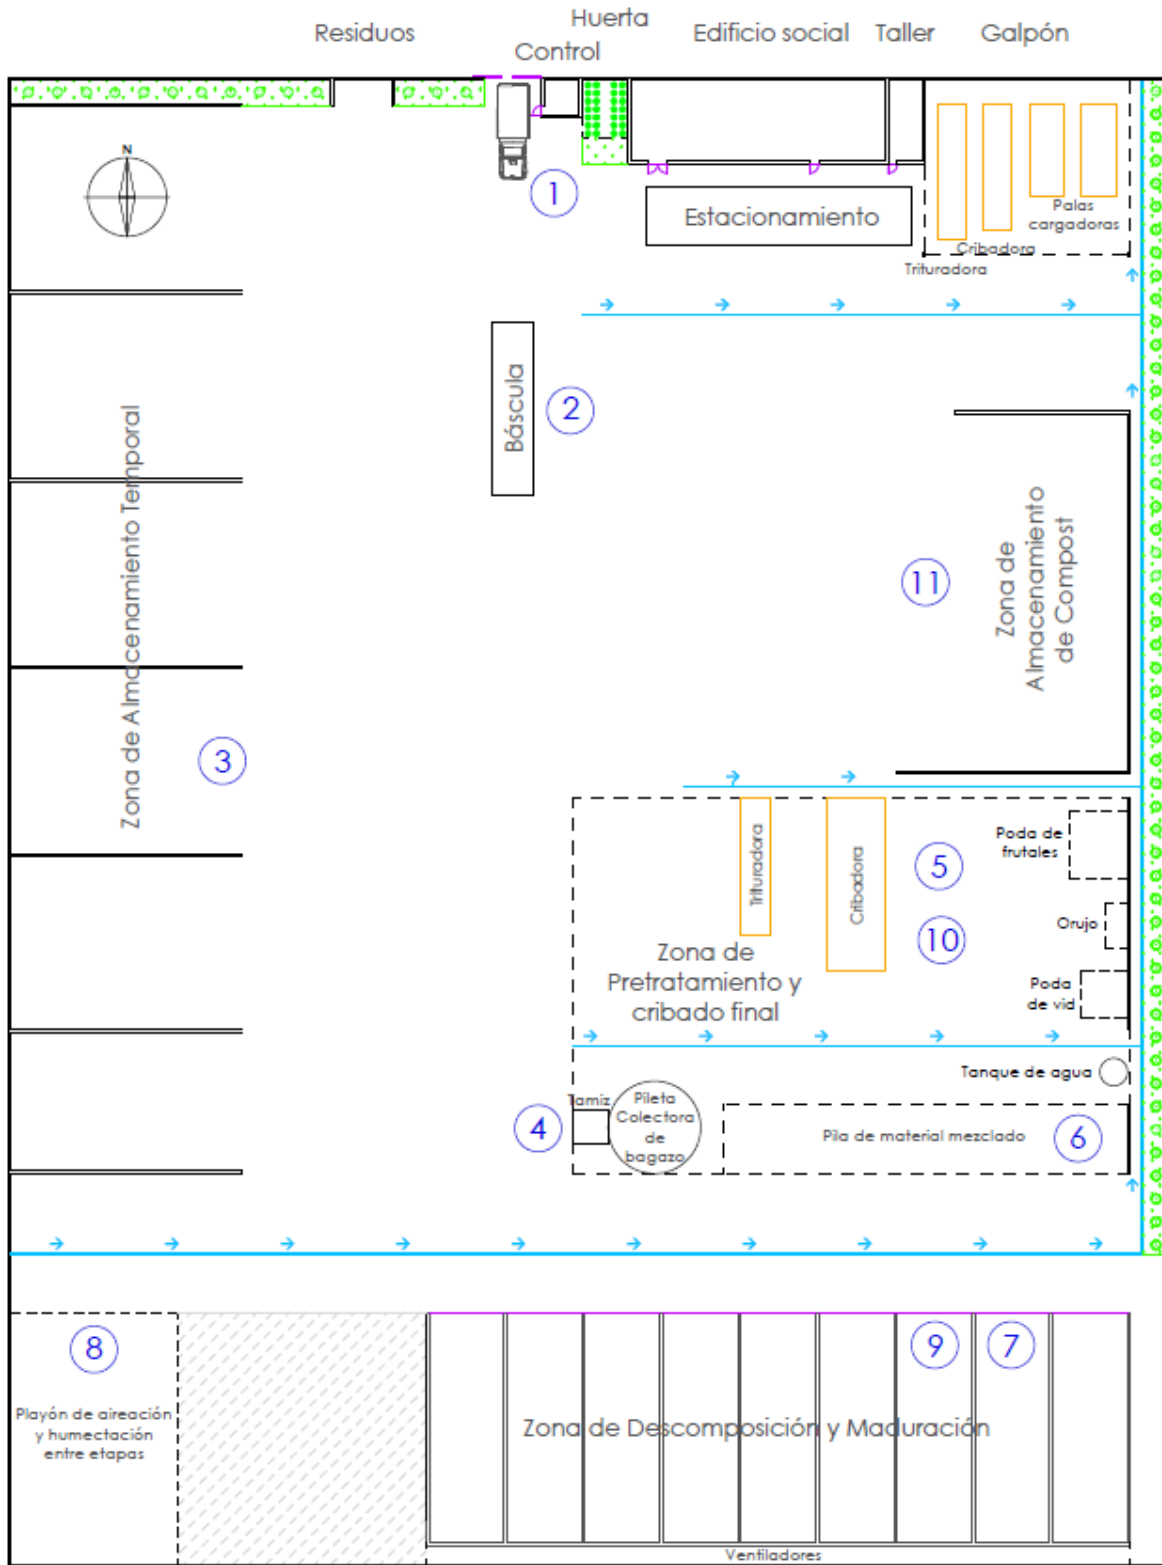 Residuos
Control
Huerta
Edificio social
Taller
Galpón
N
1
Estacionamiento
Palas
cargadoras
Cribadora
Trituradora
Báscula
2
Zona de Almacenamiento Temporal
3
11
Zona de
Almacenamiento
de Compost
Trituradora
Cribadora
5
10
Poda de
frutales
Orujo
Poda
de vid
Zona de
Pretratamiento y
cribado final
Tanque de agua
4
Tamiz
Pileta
Colectora
de
bagazo
Pila de material mezclado
6
8
Playón de aireación
y humectación
entre etapas
9
7
Zona de Descomposición y Maduración
Ventiladores